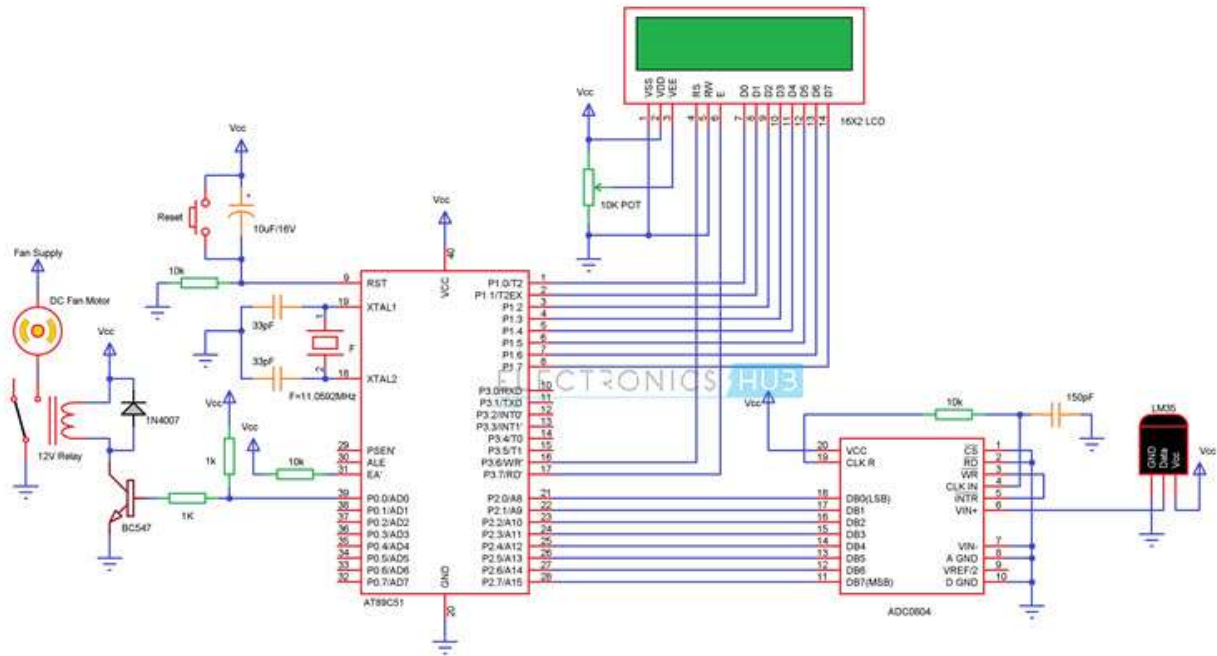 VSS
VDD
VEE
RS
RW
E
D0
D1
D2
D3
D4
D5
D6
D7
1
2
3
4
5
6
7
8
9
10
11
12
13
14
16X2 LCD
Vcc
10K POT
Vcc
Reset
+
10uF/16V
10k
Vcc
Fan Supply
DC Fan Motor
Vcc
1N4007
12V Relay
BC547
1K
Vcc
1k
Vcc
10k
33pF
33pF
1
F
2
F=11.0592MHz
40
VCC
9 RST
19 XTAL1
18 XTAL2
29 PSEN'
30 ALE
31 EA'
39 P0.0/AD0
38 P0.1/AD1
37 P0.2/AD2
36 P0.3/AD3
35 P0.4/AD4
34 P0.5/AD5
33 P0.6/AD6
32 P0.7/AD7
P1.0/T2 1
P1.1/T2EX 2
P1.2 3
P1.3 4
P1.4 5
P1.5 6
P1.6 7
P1.7 8
P3.0/RXD 10
P3.1/TXD 11
P3.2/INT0' 12
P3.3/INT1' 13
P3.4/T0 14
P3.5/T1 15
P3.6/WR' 16
P3.7/RD' 17
P2.0/A8 21
P2.1/A9 22
P2.2/A10 23
P2.3/A11 24
P2.4/A12 25
P2.5/A13 26
P2.6/A14 27
P2.7/A15 28
GND
20
AT89C51
ELECTRONICS HUB
Vcc
10k
150pF
20 VCC
19 CLK R
18 DB0(LSB)
17 DB1
16 DB2
15 DB3
14 DB4
13 DB5
12 DB6
11 DB7(MSB)
CS 1
RD 2
WR 3
CLK IN 4
INTR 5
VIN+ 6
VIN- 7
A GND 8
VREF/2 9
D GND 10
ADC0804
LM35
GND
Data
Vcc
Vcc